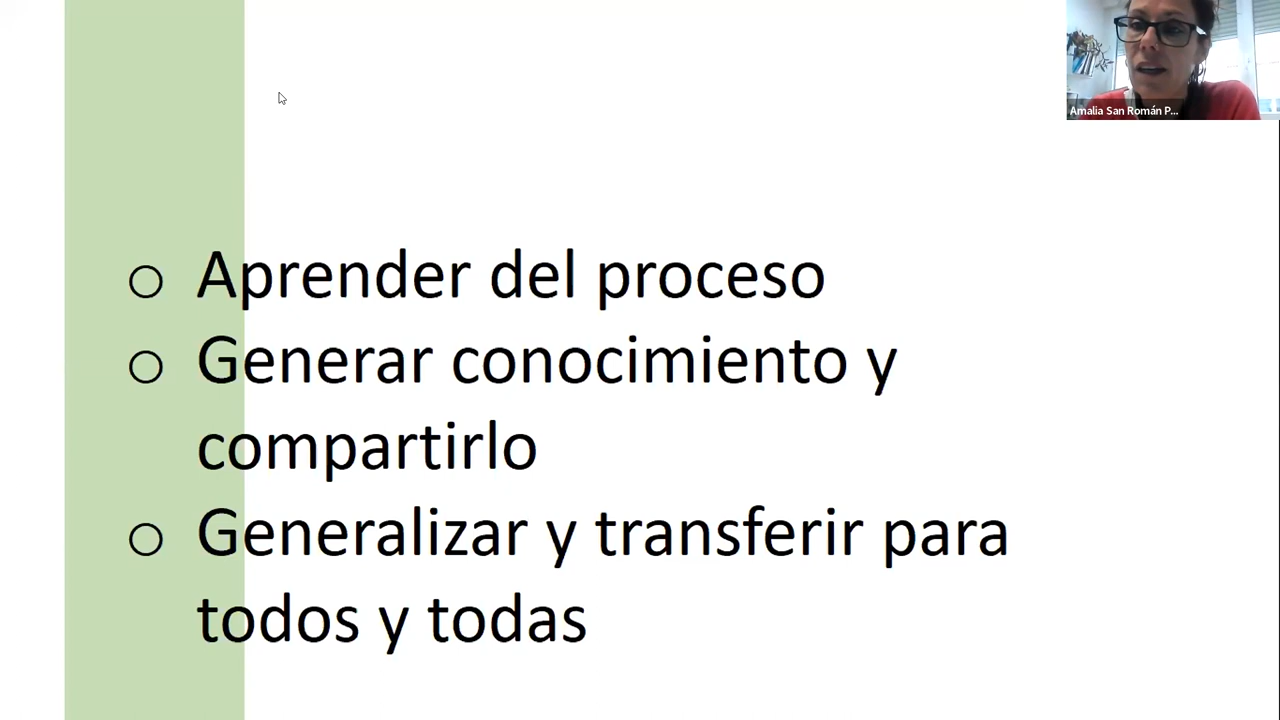 Amalia San Román P...
o Aprender del proceso
o Generar conocimiento y
compartirlo
o Generalizar y transferir para
todos y todas